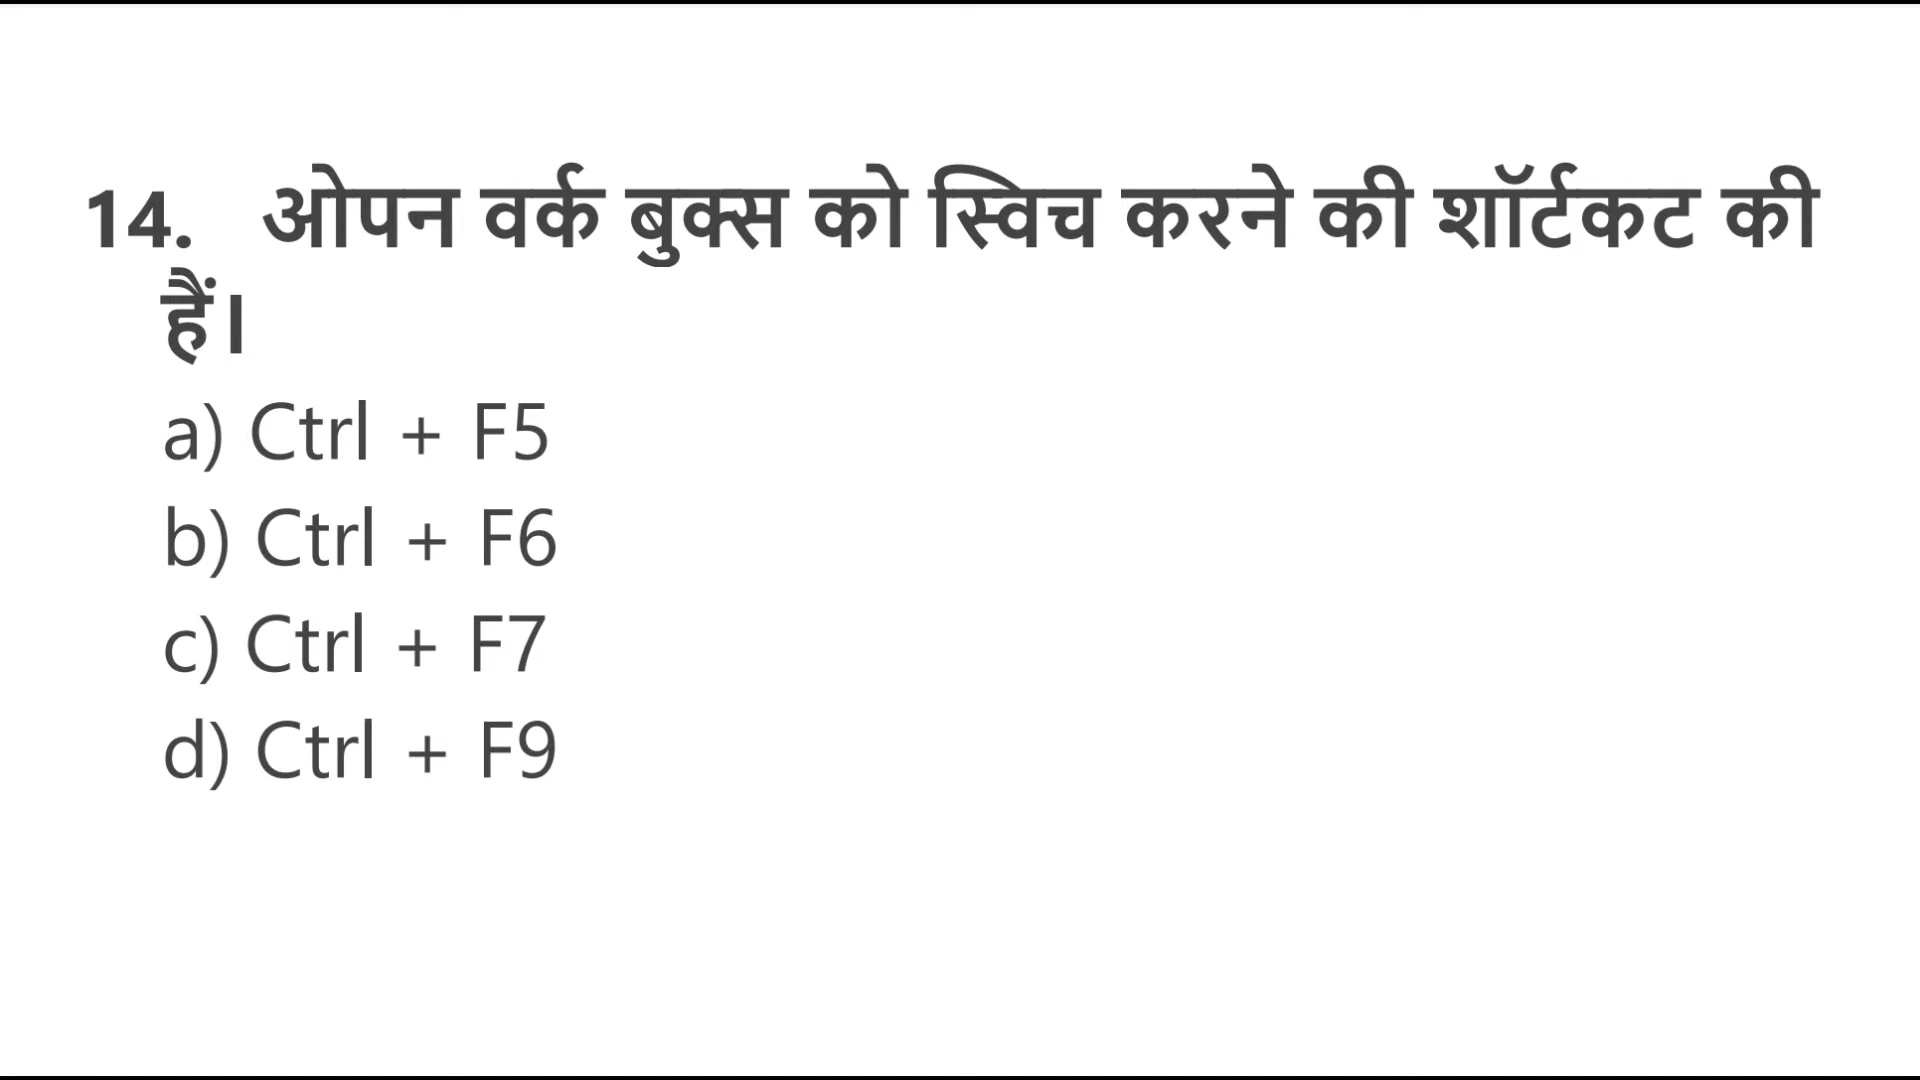 14. ओपन वर्क बुक्स को स्विच करने की शॉर्टकट की
हैं।
a) Ctrl + F5
b) Ctrl + F6
c) Ctrl + F7
d) Ctrl + F9